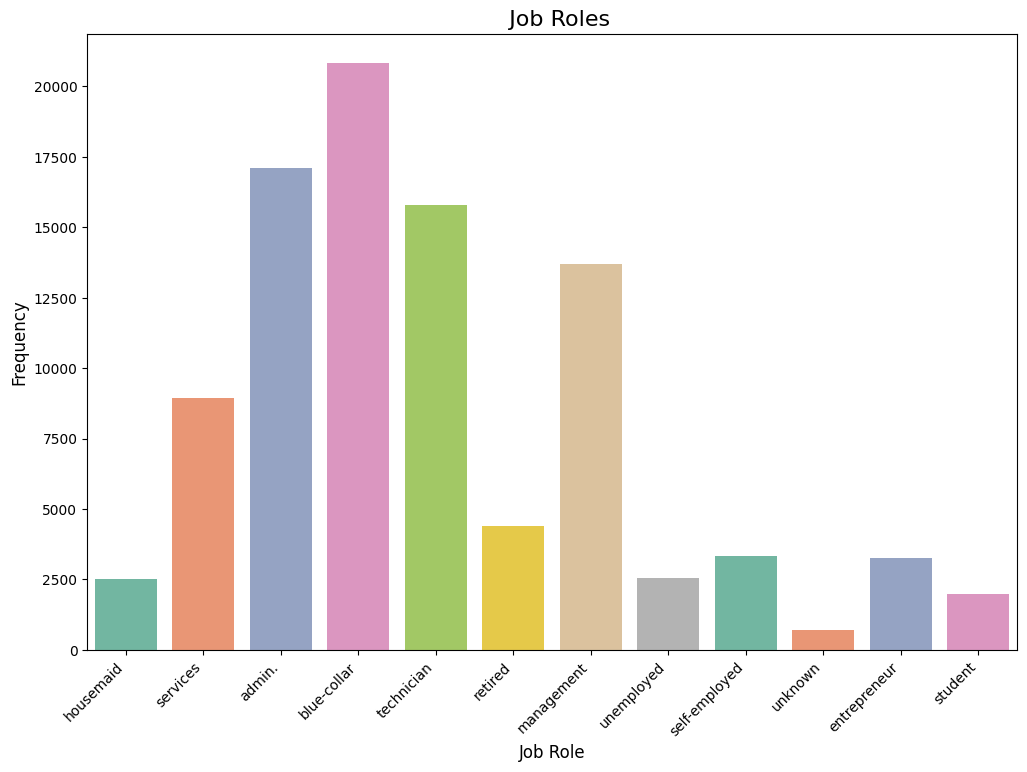 Job Roles
20000
17500
15000
12500
10000
7500
5000
2500
0
Frequency
housemaid
services
admin.
blue-collar
technician
retired
management
unemployed
self-employed
unknown
entrepreneur
student
Job Role